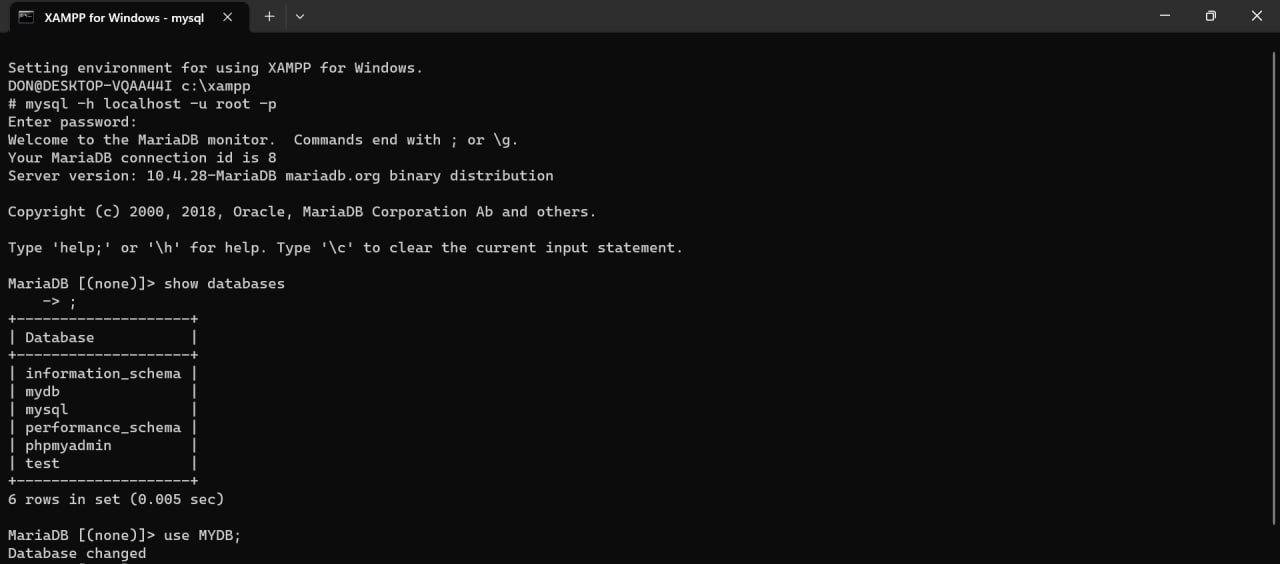 XAMPP for Windows - mysql
Setting environment for using XAMPP for Windows.
DON@DESKTOP-VQAA44I c:\xampp
# mysql -h localhost -u root -p
Enter password:
Welcome to the MariaDB monitor.  Commands end with ; or \g.
Your MariaDB connection id is 8
Server version: 10.4.28-MariaDB mariadb.org binary distribution
Copyright (c) 2000, 2018, Oracle, MariaDB Corporation Ab and others.
Type 'help;' or '\h' for help. Type '\c' to clear the current input statement.
MariaDB [(none)]> show databases
    -> ;
+--------------------+
| Database           |
+--------------------+
| information_schema |
| mydb               |
| mysql              |
| performance_schema |
| phpmyadmin         |
| test               |
+--------------------+
6 rows in set (0.005 sec)
MariaDB [(none)]> use MYDB;
Database changed